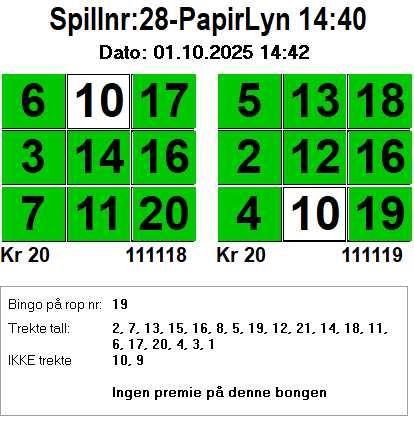 Spillnr:28-PapirLyn 14:40
Dato: 01.10.2025 14:42
6 10 17 5 13 18
3 14 16 2 12 16
7 11 20 4 10 19
Kr 20 111118 Kr 20 111119
Bingo på rop nr: 19
Trekte tall: 2, 7, 13, 15, 16, 8, 5, 19, 12, 21, 14, 18, 11,
6, 17, 20, 4, 3, 1
IKKE trekte 10, 9
Ingen premie på denne bongen